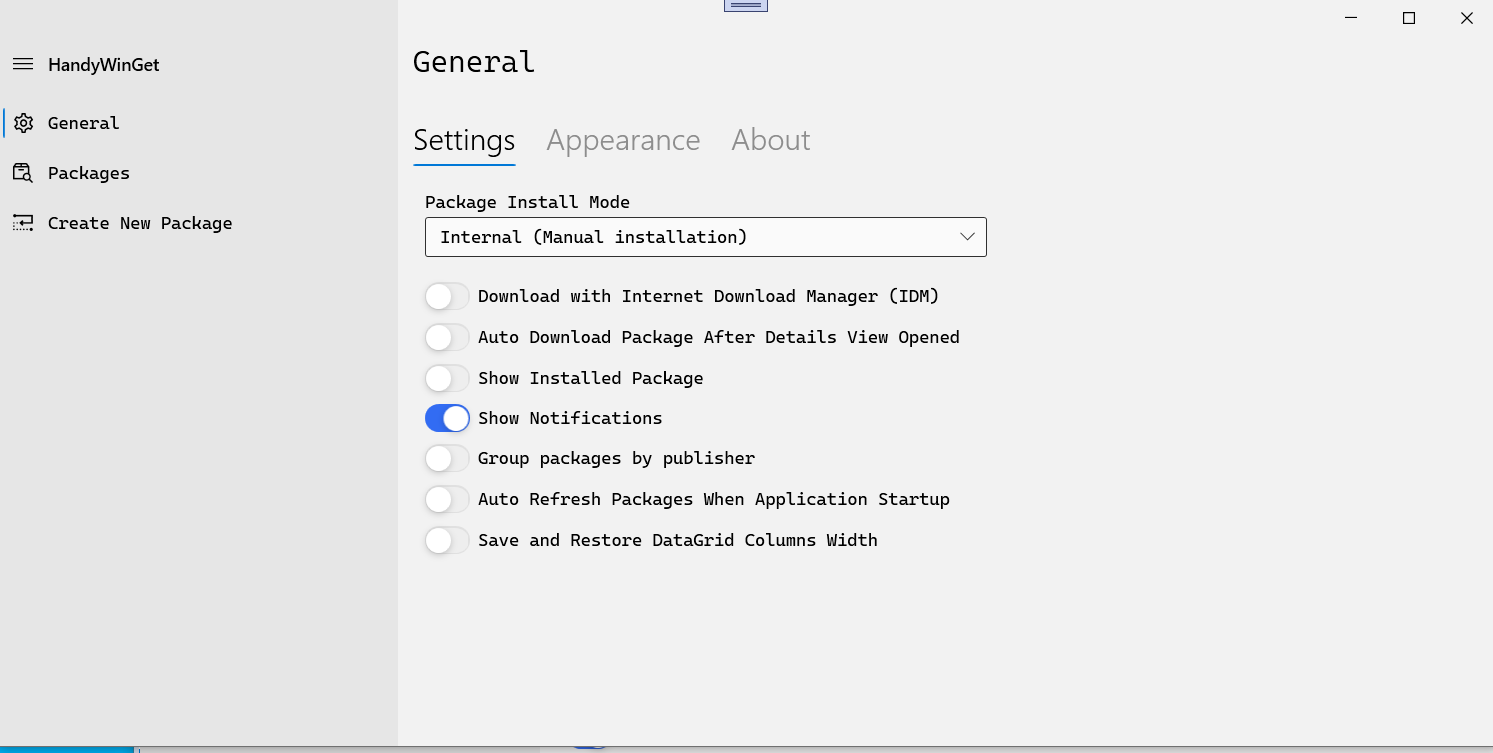 HandyWinGet
General
Packages
Create New Package
General
Settings Appearance About
Package Install Mode
Internal (Manual installation)
Download with Internet Download Manager (IDM)
Auto Download Package After Details View Opened
Show Installed Package
Show Notifications
Group packages by publisher
Auto Refresh Packages When Application Startup
Save and Restore DataGrid Columns Width